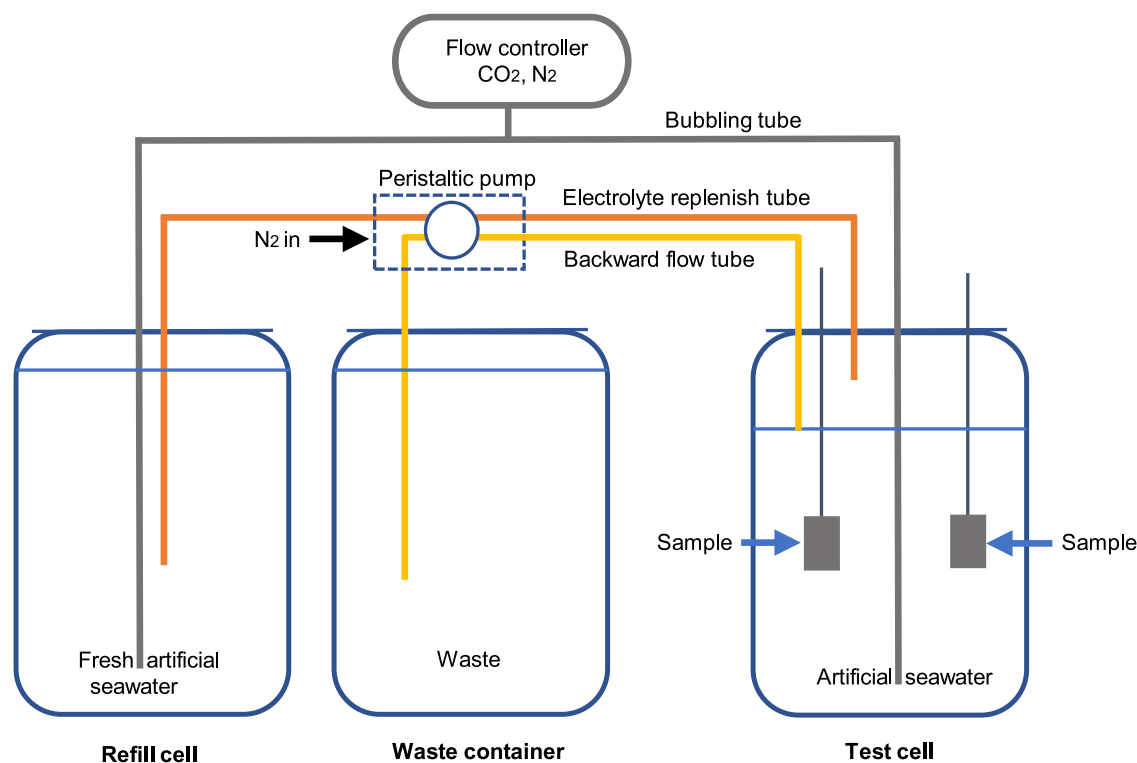 Flow controller
CO2, N2
Bubbling tube
Peristaltic pump
Electrolyte replenish tube
N2 in
Backward flow tube
Sample
Sample
Fresh artificial
seawater
Waste
Artificial seawater
Refill cell
Waste container
Test cell